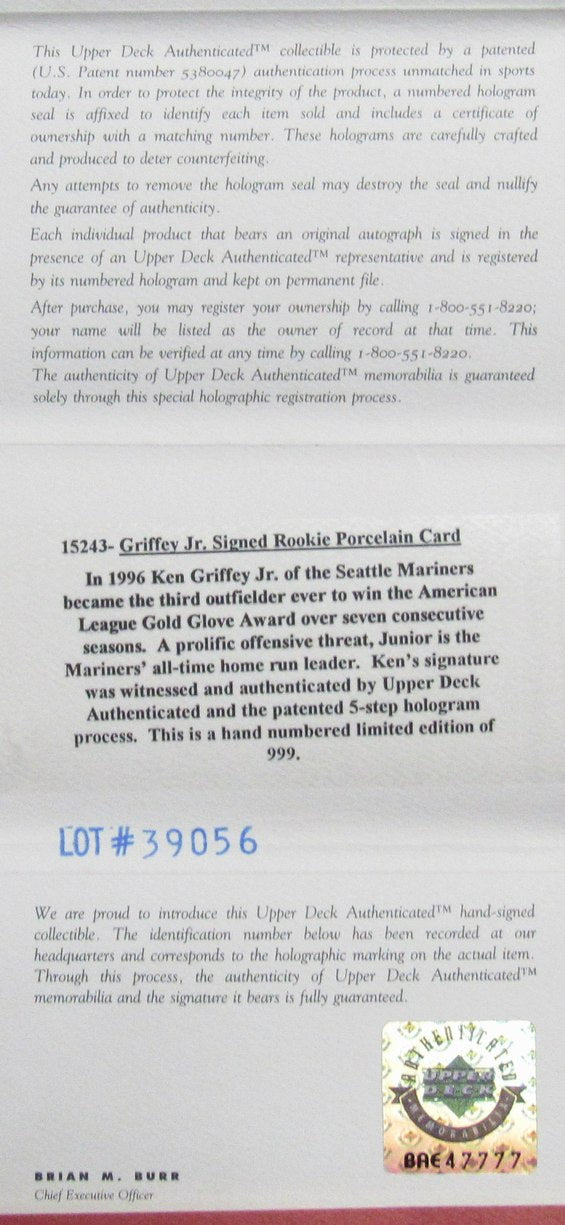 This Upper Deck Authenticated™ collectible is protected by a patented
(U.S. Patent number 5380047) authentication process unmatched in sports
today. In order to protect the integrity of the product, a numbered hologram
seal is affixed to identify each item sold and includes a certificate of
ownership with a matching number. These holograms are carefully crafted
and produced to deter counterfeiting.
Any attempts to remove the hologram seal may destroy the seal and nullify
the guarantee of authenticity.
Each individual product that bears an original autograph is signed in the
presence of an Upper Deck Authenticated™ representative and is registered
by its numbered hologram and kept on permanent file.
After purchase, you may register your ownership by calling 1-800-551-8220;
your name will be listed as the owner of record at that time. This
information can be verified at any time by calling 1-800-551-8220.
The authenticity of Upper Deck Authenticated™ memorabilia is guaranteed
solely through this special holographic registration process.
15243- Griffey Jr. Signed Rookie Porcelain Card
In 1996 Ken Griffey Jr. of the Seattle Mariners
became the third outfielder ever to win the American
League Gold Glove Award over seven consecutive
seasons. A prolific offensive threat, Junior is the
Mariners' all-time home run leader. Ken's signature
was witnessed and authenticated by Upper Deck
Authenticated and the patented 5-step hologram
process. This is a hand numbered limited edition of
999.
LOT # 39056
We are proud to introduce this Upper Deck Authenticated™ hand-signed
collectible. The identification number below has been recorded at our
headquarters and corresponds to the holographic marking on the actual item.
Through this process, the authenticity of Upper Deck Authenticated™
memorabilia and the signature it bears is fully guaranteed.
AUTHENTICATED
UPPER
DECK
MEMORABILIA
BAE47777
BRIAN M. BURR
Chief Executive Officer